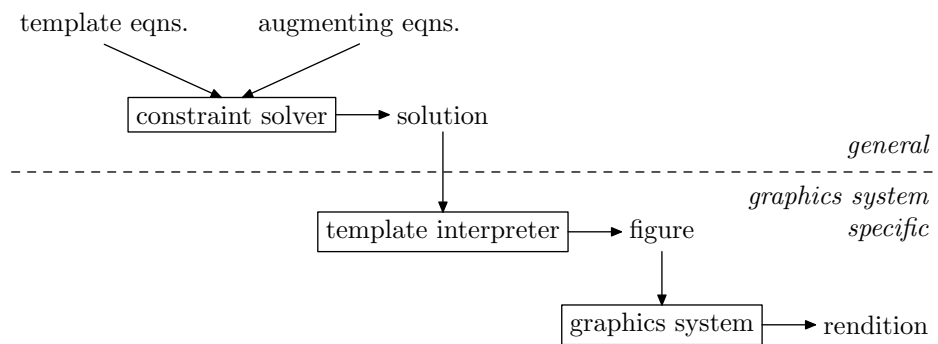 template eqns.
augmenting eqns.
constraint solver
solution
general
graphics system
specific
template interpreter
figure
graphics system
rendition